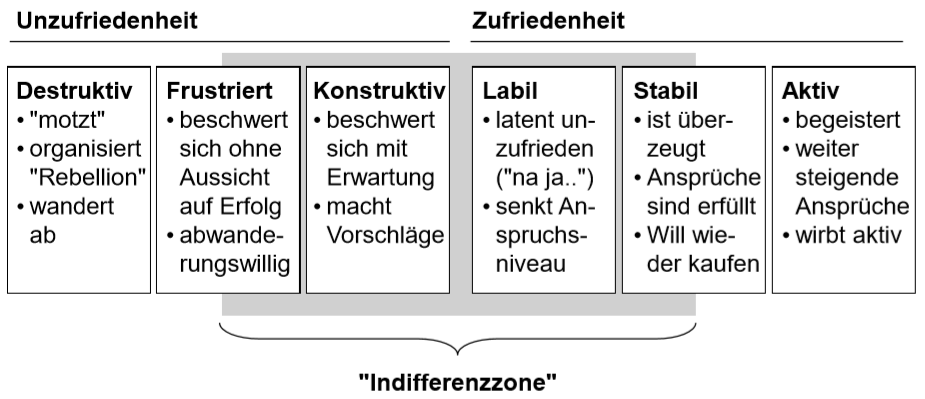 Unzufriedenheit
Zufriedenheit
Destruktiv
• "motzt"
• organisiert
"Rebellion"
• wandert
ab
Frustriert
• beschwert
sich ohne
Aussicht
auf Erfolg
• abwande-
rungswillig
Konstruktiv
• beschwert
sich mit
Erwartung
• macht
Vorschläge
Labil
• latent un-
zufrieden
("na ja..")
• senkt An-
spruchs-
niveau
Stabil
• ist über-
zeugt
• Ansprüche
sind erfüllt
• Will wie-
der kaufen
Aktiv
• begeistert
• weiter
steigende
Ansprüche
• wirbt aktiv
"Indifferenzzone"